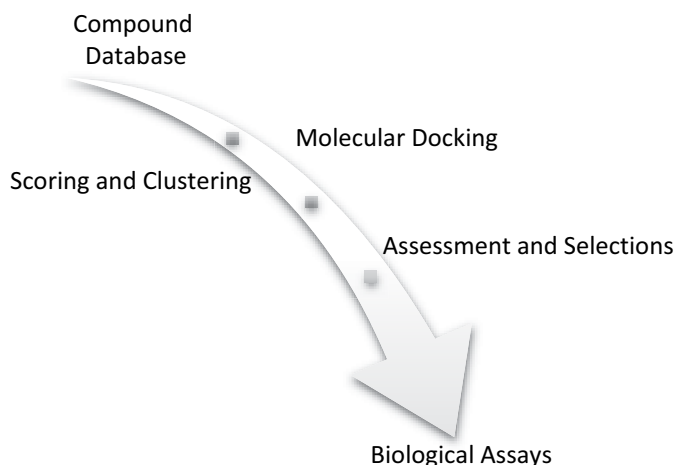 Compound
Database
Molecular Docking
Scoring and Clustering
Assessment and Selections
Biological Assays